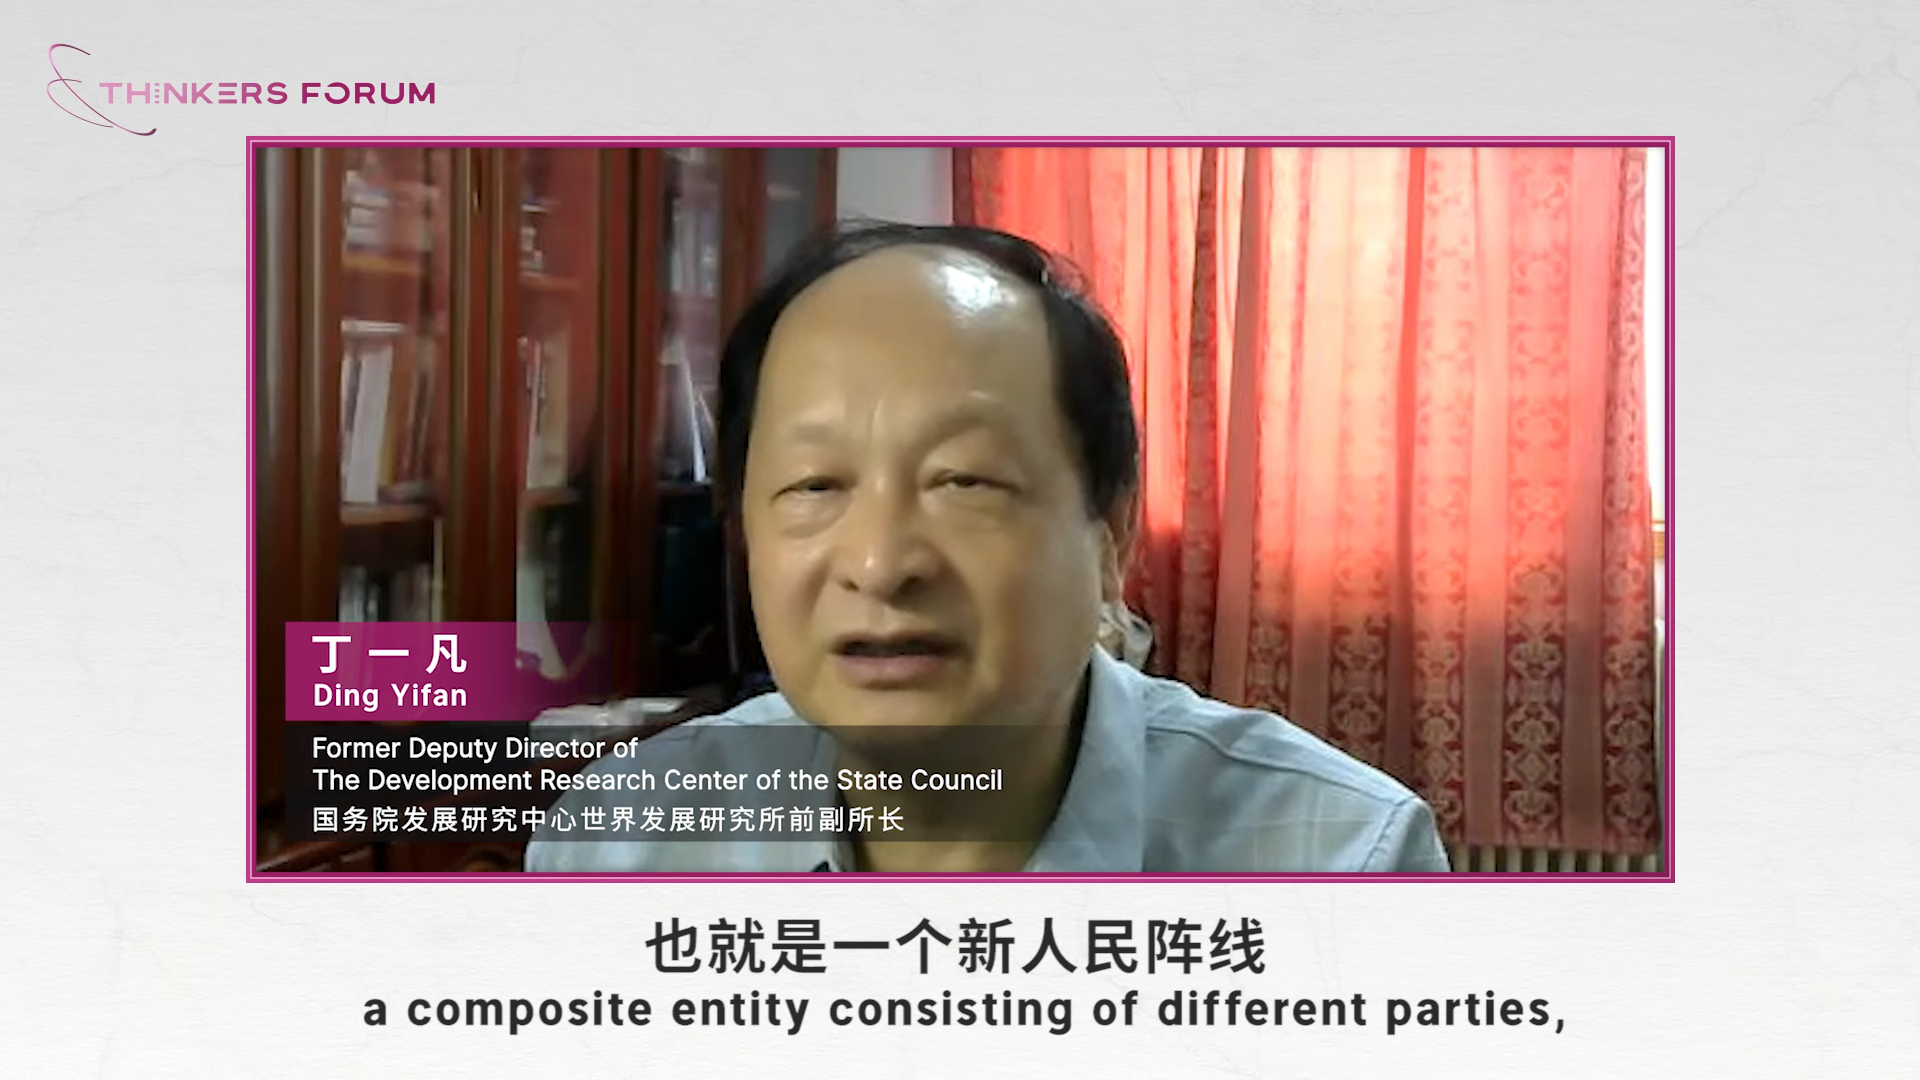 THINKERS FORUM
丁一凡
Ding Yifan
Former Deputy Director of
The Development Research Center of the State Council
国务院发展研究中心世界发展研究所前副所长
也就是一个新人民阵线
a composite entity consisting of different parties,